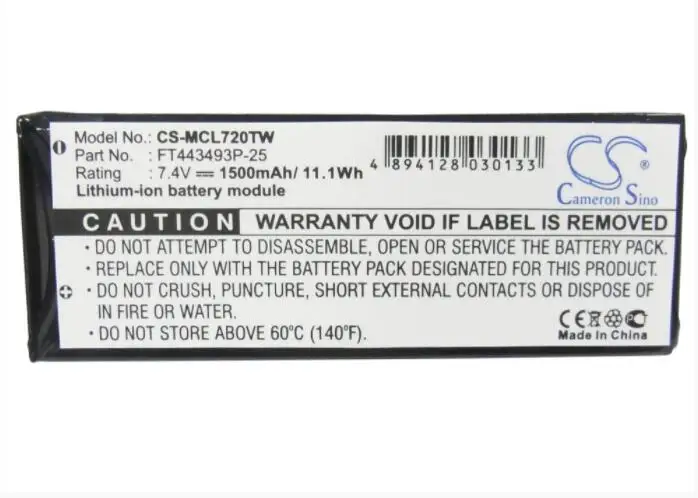 Model No.: CS-MCL720TW
Part No. : FT443493P-25
Rating : 7.4V 1500mAh/ 11.1Wh
Lithium-ion battery module
4 894128 030133
CS
Cameron Sino
CAUTION WARRANTY VOID IF LABEL IS REMOVED
• DO NOT ATTEMPT TO DISASSEMBLE, OPEN OR SERVICE THE BATTERY PACK.
• REPLACE ONLY WITH THE BATTERY PACK DESIGNATED FOR THIS PRODUCT.
• DO NOT CRUSH, PUNCTURE, SHORT EXTERNAL CONTACTS OR DISPOSE OF
IN FIRE OR WATER.
• DO NOT STORE ABOVE 60°C (140°F).
CE
Made In China